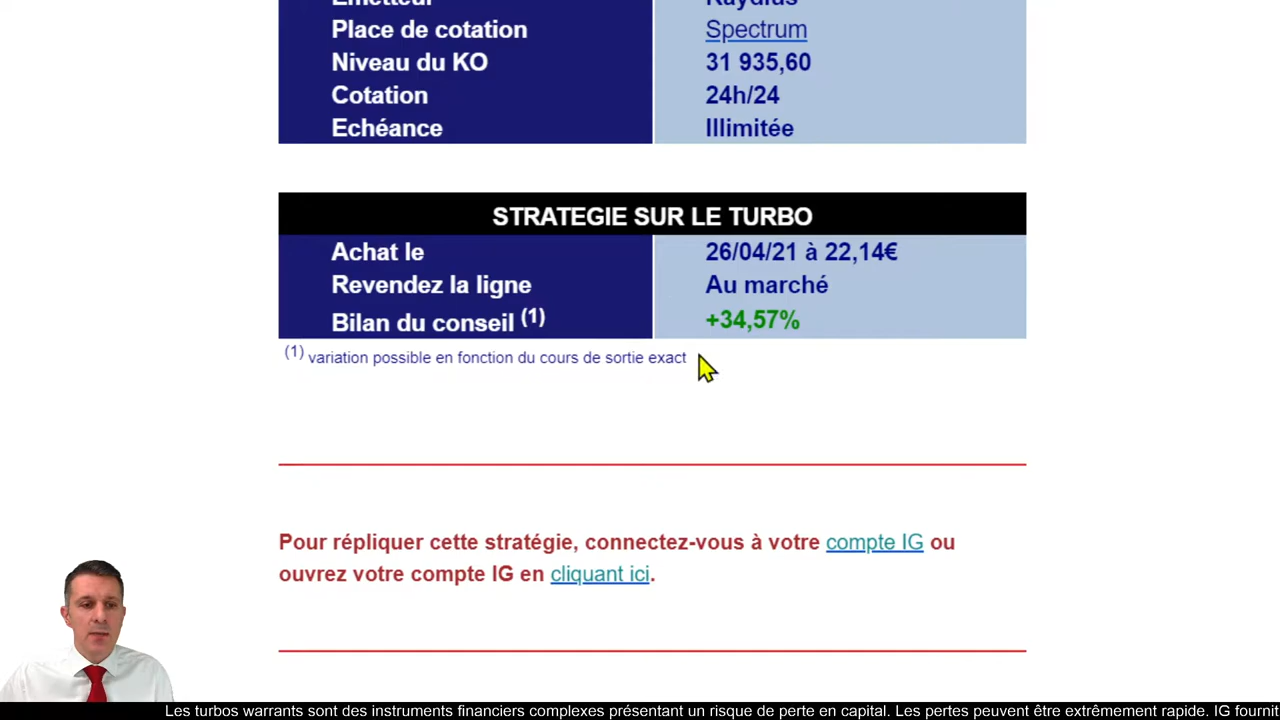 Emetteur Raydius
Place de cotation Spectrum
Niveau du KO 31 935,60
Cotation 24h/24
Echéance Illimitée
STRATEGIE SUR LE TURBO
Achat le 26/04/21 à 22,14€
Revendez la ligne Au marché
Bilan du conseil (1) +34,57%
(1) variation possible en fonction du cours de sortie exact
Pour répliquer cette stratégie, connectez-vous à votre compte IG ou
ouvrez votre compte IG en cliquant ici.
Les turbos warrants sont des instruments financiers complexes présentant un risque de perte en capital. Les pertes peuvent être extrêmement rapide. IG fournit